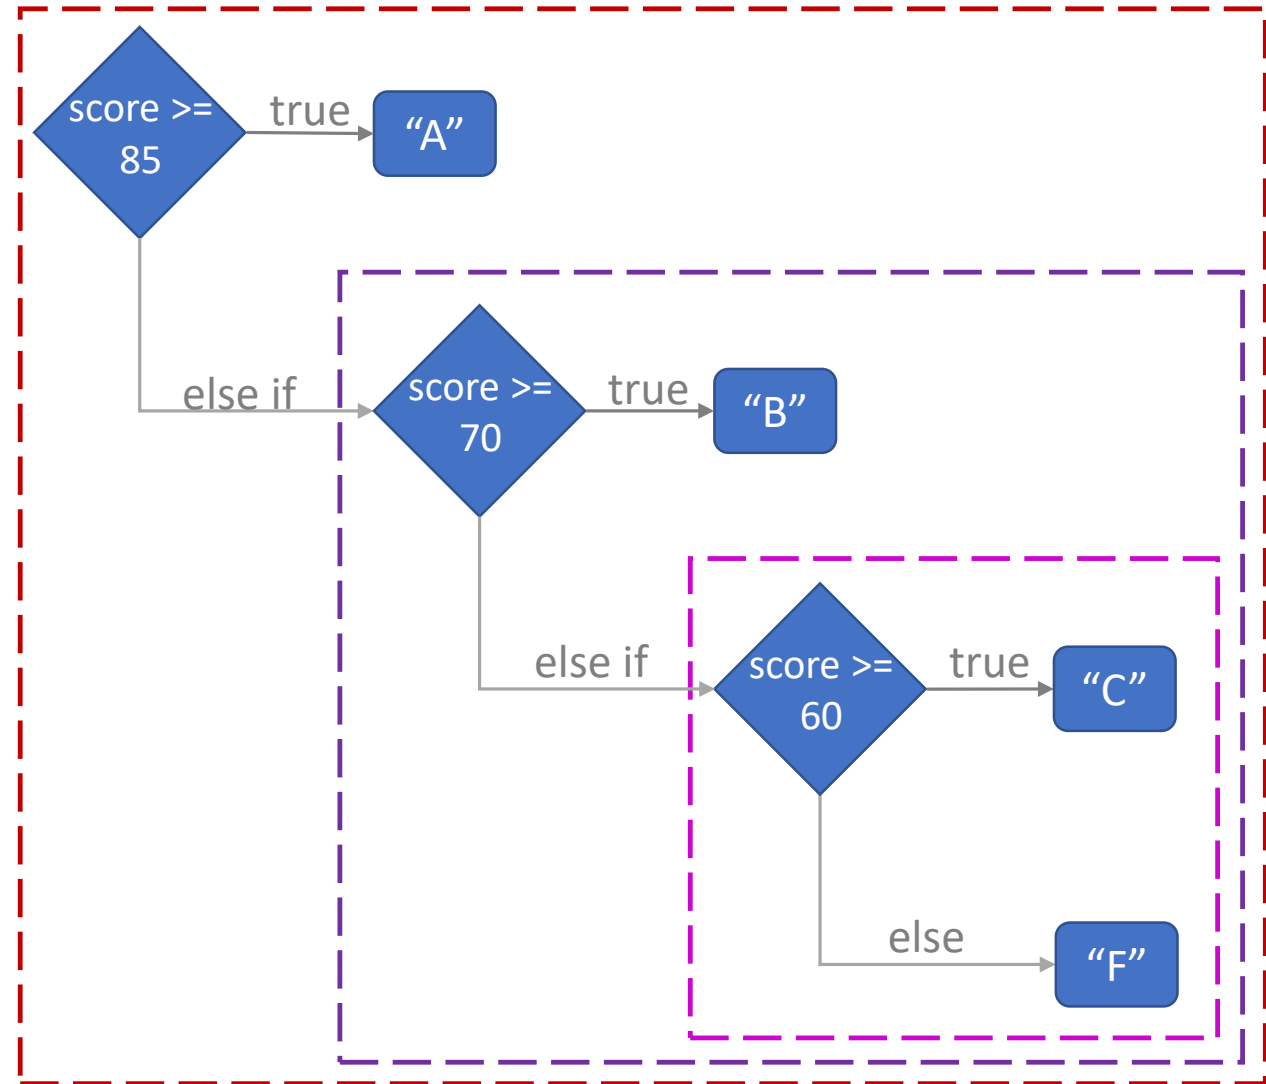 score >=
85
true
“A”
else if
score >=
70
true
“B”
else if
score >=
60
true
“C”
else
“F”